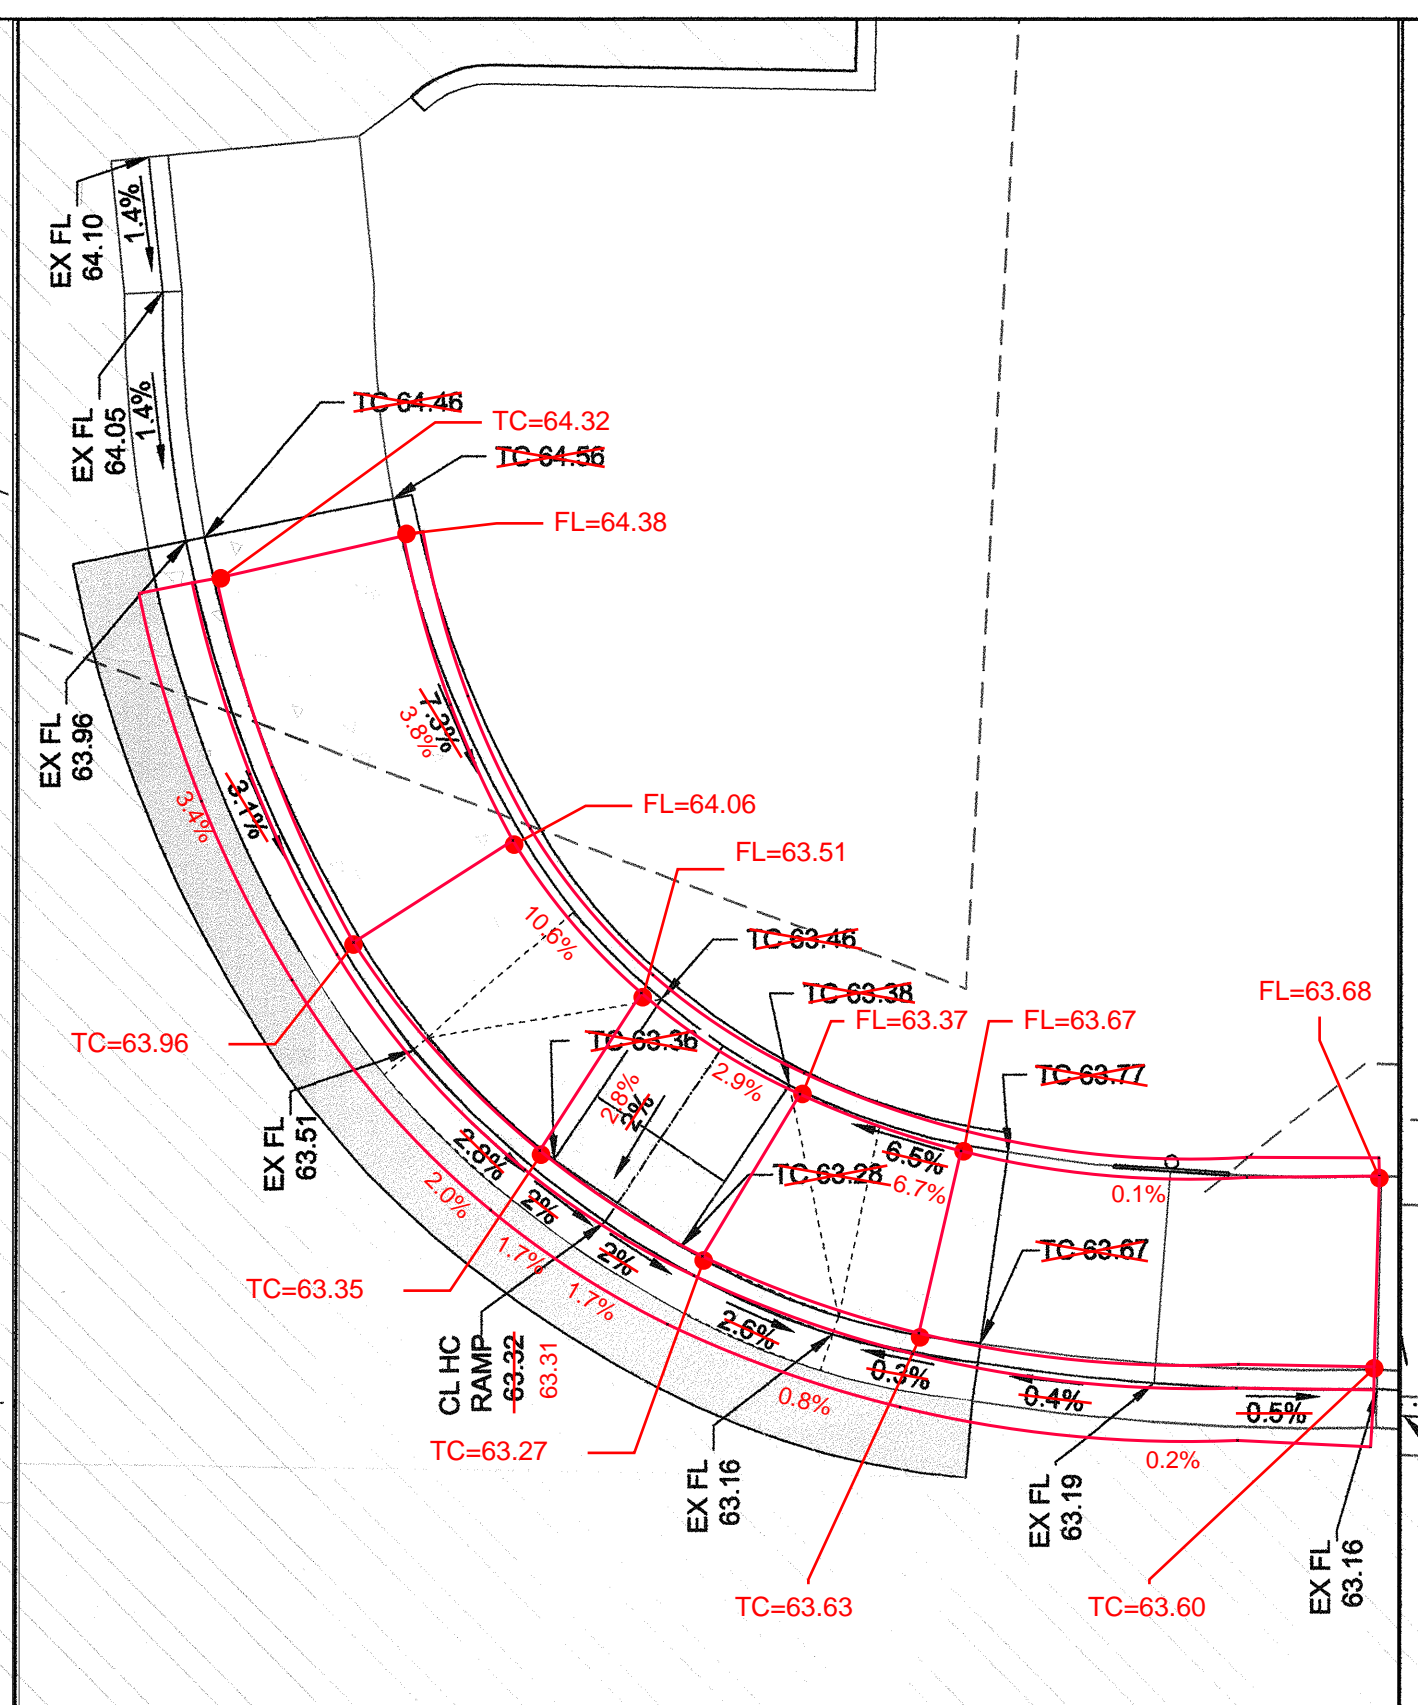 EX FL
64.10
1.4%
EX FL
64.05
1.4%
TC 64.46
TC=64.32
TC 64.56
FL=64.38
EX FL
63.96
7.3%
3.8%
3.1%
3.4%
FL=64.06
FL=63.51
10.6%
TC 63.46
TC 63.38
FL=63.37
FL=63.67
FL=63.68
TC=63.96
TC 63.36
TC 63.77
2.9%
2.8%
2%
EX FL
63.51
2.8%
2.0%
2%
6.5%
6.7%
TC 63.28
0.1%
TC 63.67
TC=63.35
1.7%
2%
1.7%
CL HC
RAMP
63.32
63.31
2.6%
0.3%
0.4%
0.5%
0.8%
TC=63.27
EX FL
63.16
0.2%
EX FL
63.19
EX FL
63.16
TC=63.63
TC=63.60